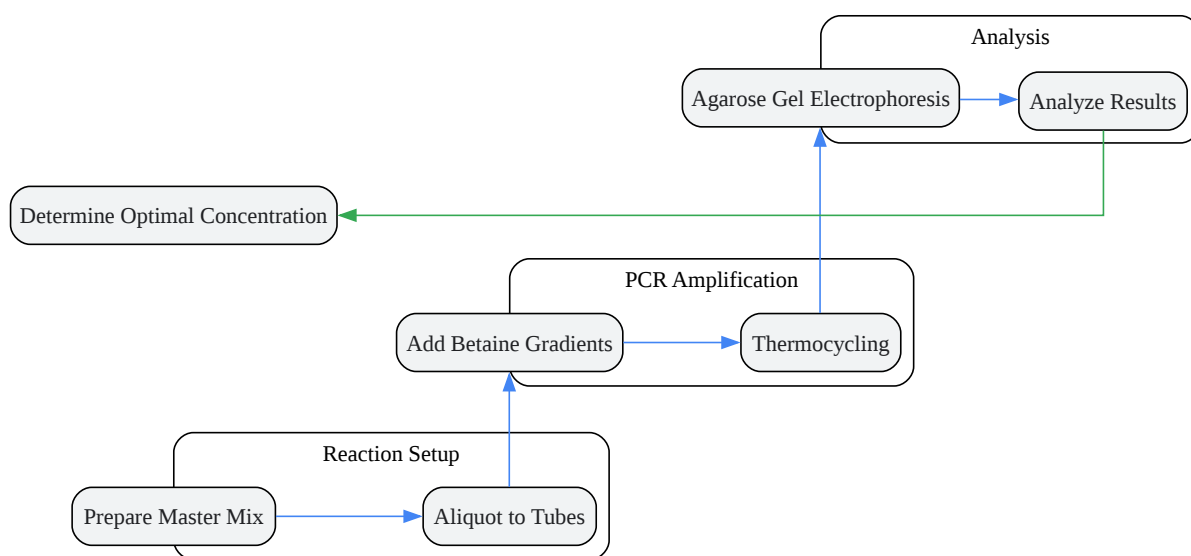 Analysis
Agarose Gel Electrophoresis
Analyze Results
Determine Optimal Concentration
PCR Amplification
Add Betaine Gradients
Thermocycling
Reaction Setup
Prepare Master Mix
Aliquot to Tubes